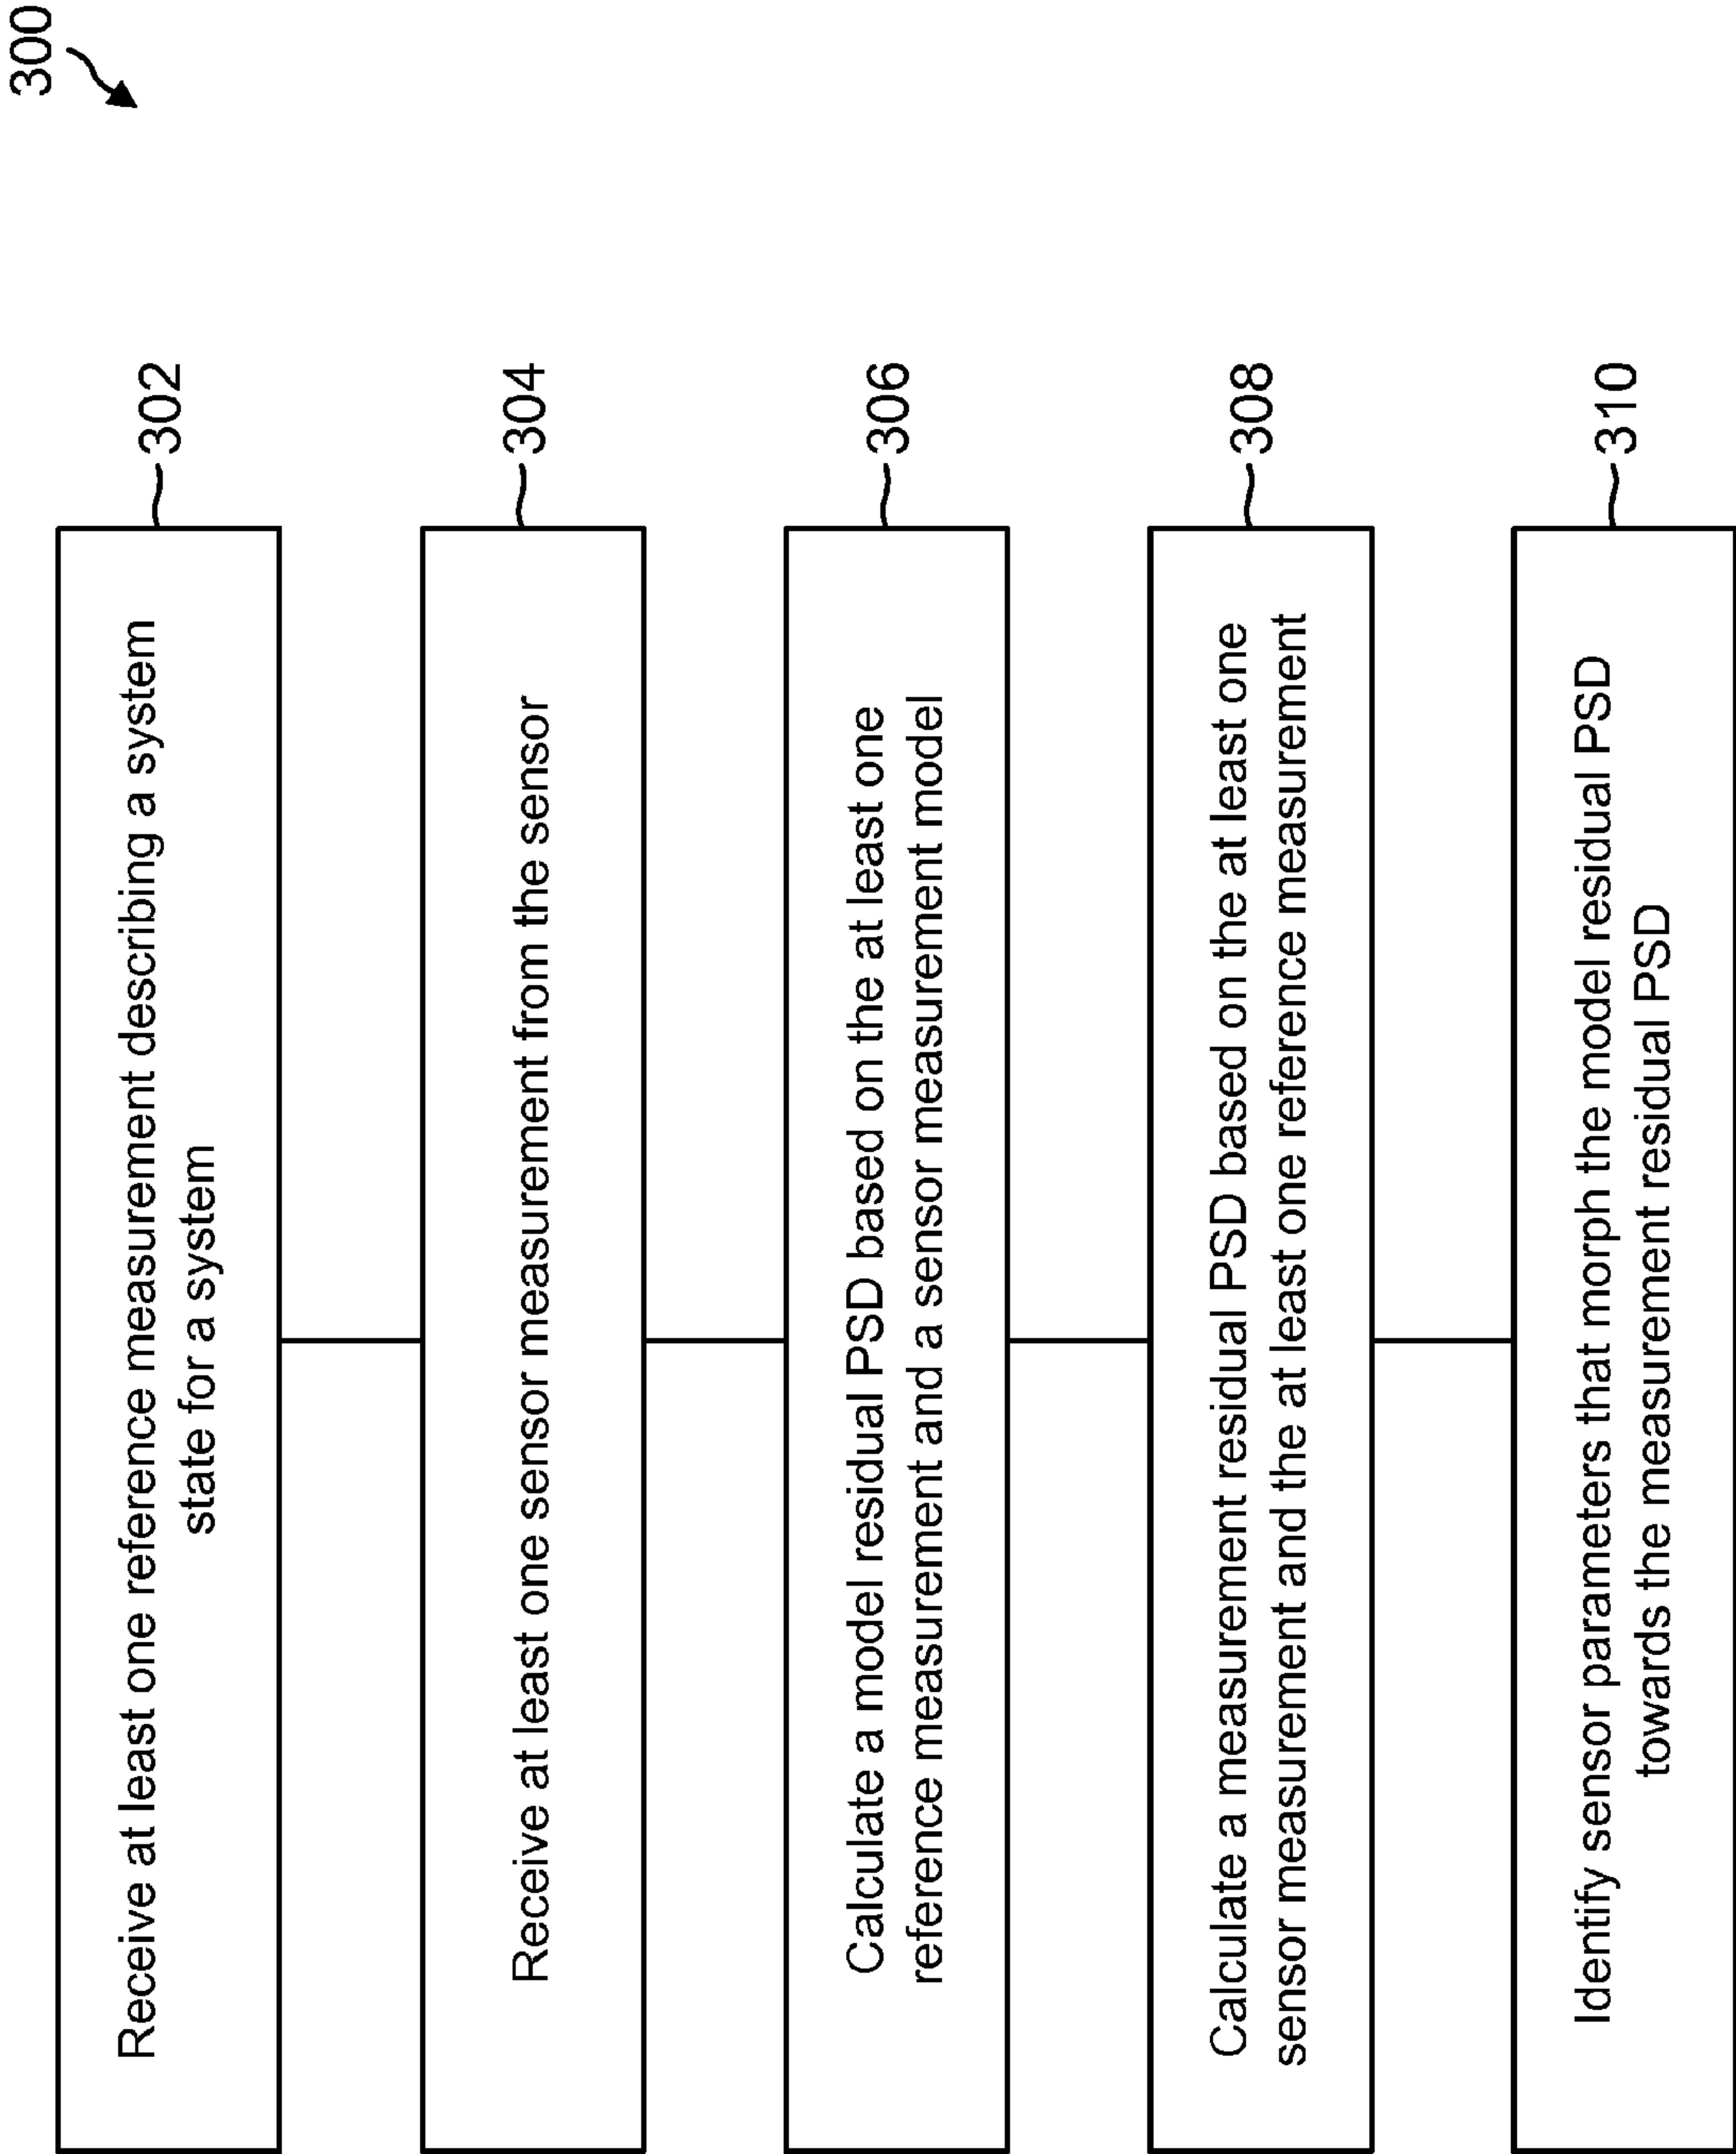 300
Receive at least one reference measurement describing a system
state for a system
302
Receive at least one sensor measurement from the sensor
304
Calculate a model residual PSD based on the at least one
reference measurement and a sensor measurement model
306
Calculate a measurement residual PSD based on the at least one
sensor measurement and the at least one reference measurement
308
Identify sensor parameters that morph the model residual PSD
towards the measurement residual PSD
310